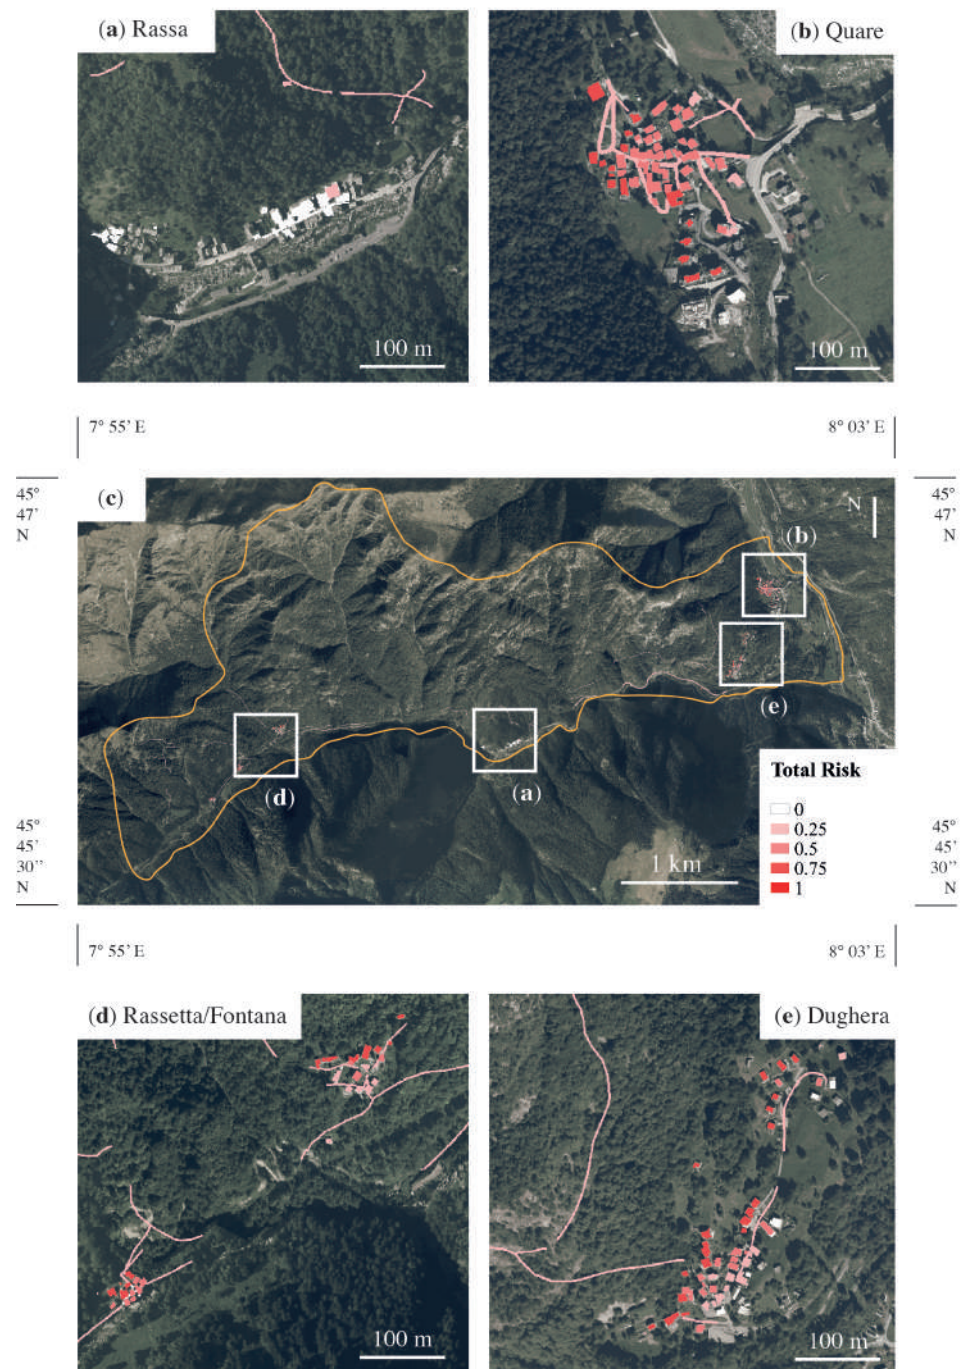 (a) Rassa
(b) Quare
100 m
100 m
7° 55’ E
8° 03’ E
45°
47’
N
(c)
N
45°
47’
N
(b)
(e)
(d)
(a)
Total Risk
0
0.25
0.5
0.75
1
1 km
45°
45’
30’’
N
45°
45’
30’’
N
7° 55’ E
8° 03’ E
(d) Rassetta/Fontana
(e) Dughera
100 m
100 m